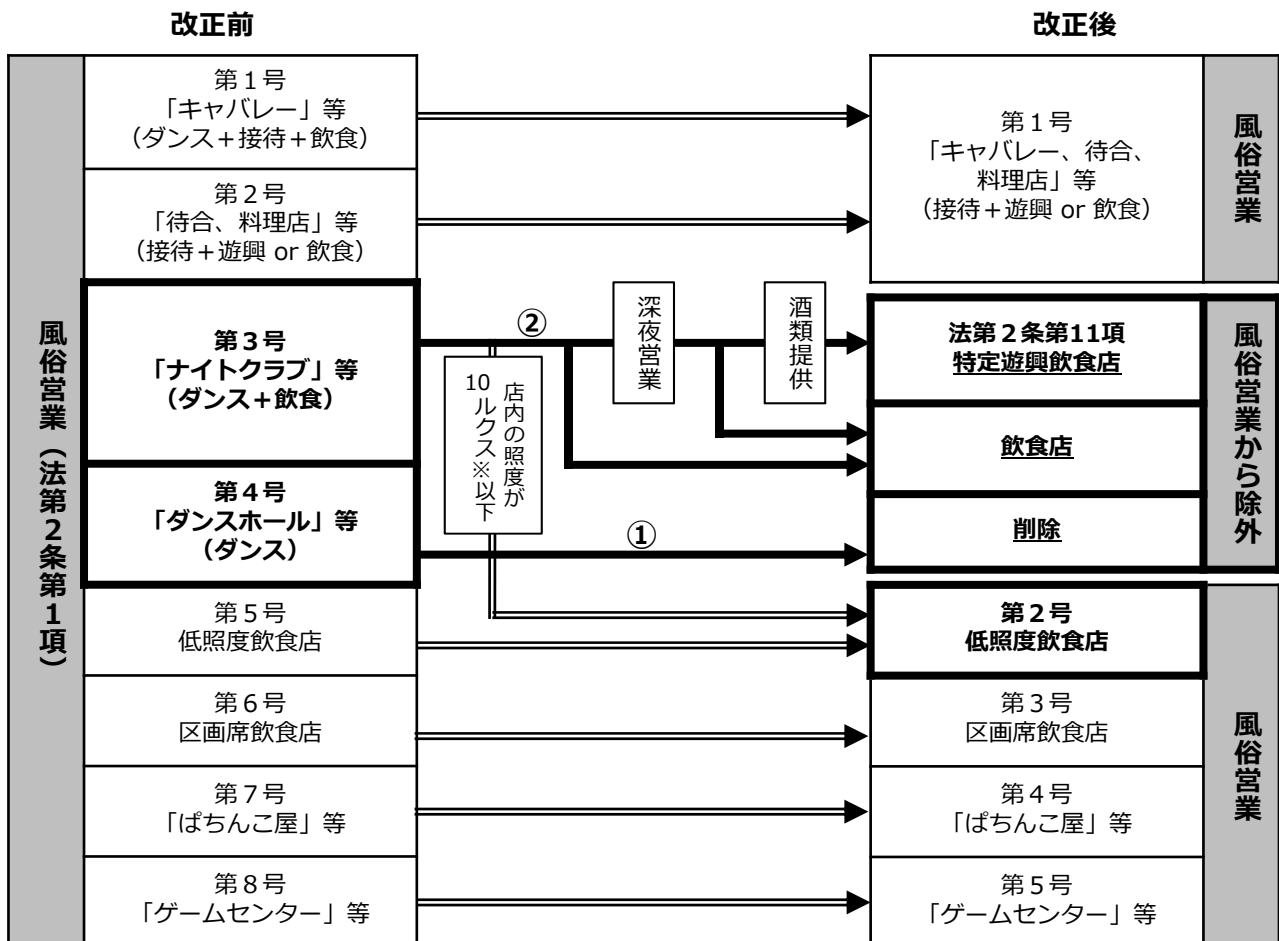 改正前
改正後
風俗営業（法第2条第1項）
第１号
「キャバレー」等
（ダンス＋接待＋飲食）
第２号
「待合、料理店」等
（接待＋遊興 or 飲食）
第３号
「ナイトクラブ」等
（ダンス＋飲食）
第４号
「ダンスホール」等
（ダンス）
第５号
低照度飲食店
第６号
区画席飲食店
第７号
「ぱちんこ屋」等
第８号
「ゲームセンター」等
②
深夜営業
酒類提供
店内の照度が
10ルクス※以下
①
第１号
「キャバレー、待合、
料理店」等
（接待＋遊興 or 飲食）
法第２条第11項
特定遊興飲食店
飲食店
削除
第２号
低照度飲食店
第３号
区画席飲食店
第４号
「ぱちんこ屋」等
第５号
「ゲームセンター」等
風俗営業
風俗営業から除外
風俗営業